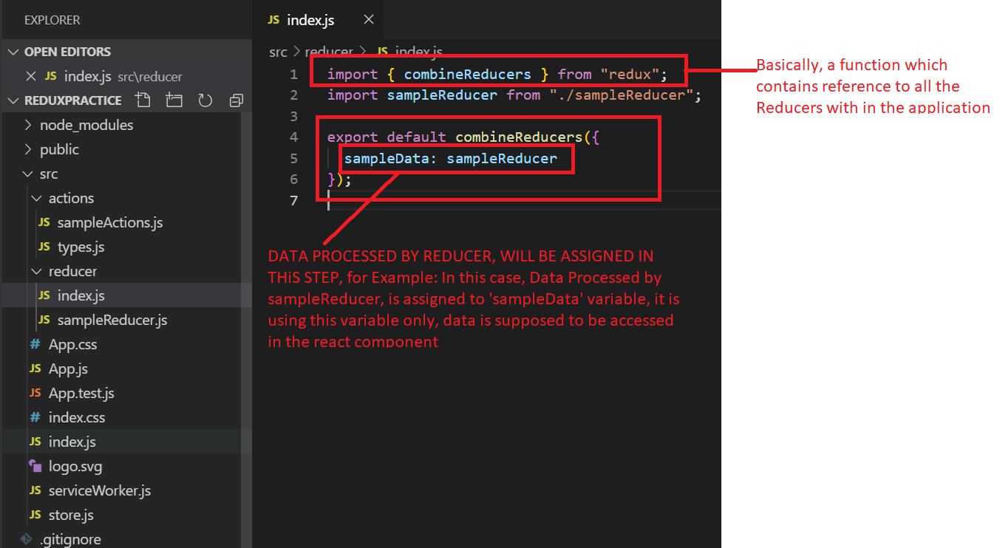 EXPLORER
OPEN EDITORS
JS index.js src\reducer
REDUXPRACTICE
node_modules
public
src
actions
JS sampleActions.js
JS types.js
reducer
JS index.js
JS sampleReducer.js
# App.css
JS App.js
JS App.test.js
# index.css
JS index.js
logo.svg
JS serviceWorker.js
JS store.js
.gitignore
JS index.js
src > reducer > JS index.js
1 import { combineReducers } from "redux";
2 import sampleReducer from "./sampleReducer";
3
4 export default combineReducers({
5 sampleData: sampleReducer
6 });
7
Basically, a function which
contains reference to all the
Reducers with in the application
DATA PROCESSED BY REDUCER, WILL BE ASSIGNED IN
THiS STEP, for Example: In this case, Data Processed by
sampleReducer, is assigned to 'sampleData' variable, it is
using this variable only, data is supposed to be accessed
in the react component